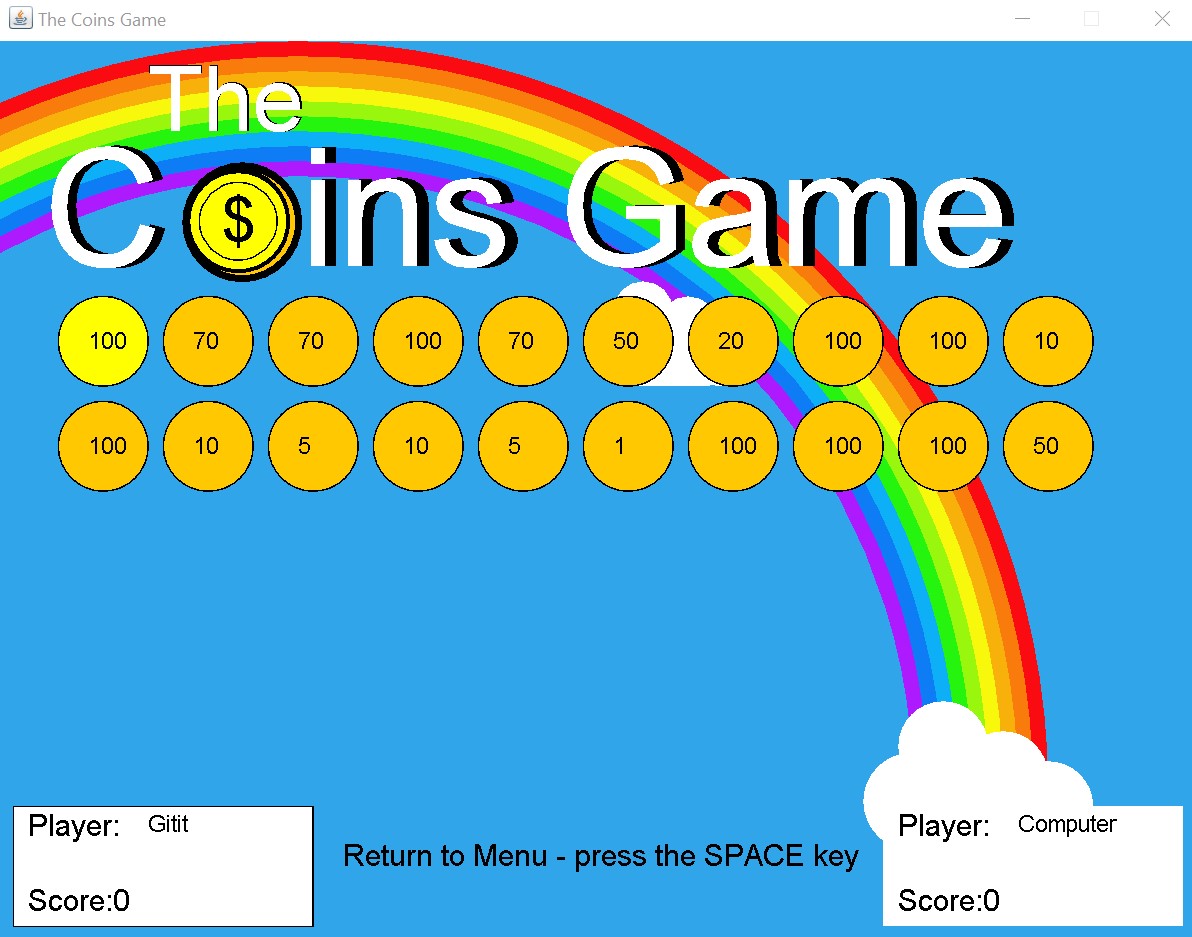 The Coins Game
The
C$ins Game
100 70 70 100 70 50 20 100 100 10
100 10 5 10 5 1 100 100 100 50
Player: Gitit
Score:0
Return to Menu - press the SPACE key
Player: Computer
Score:0